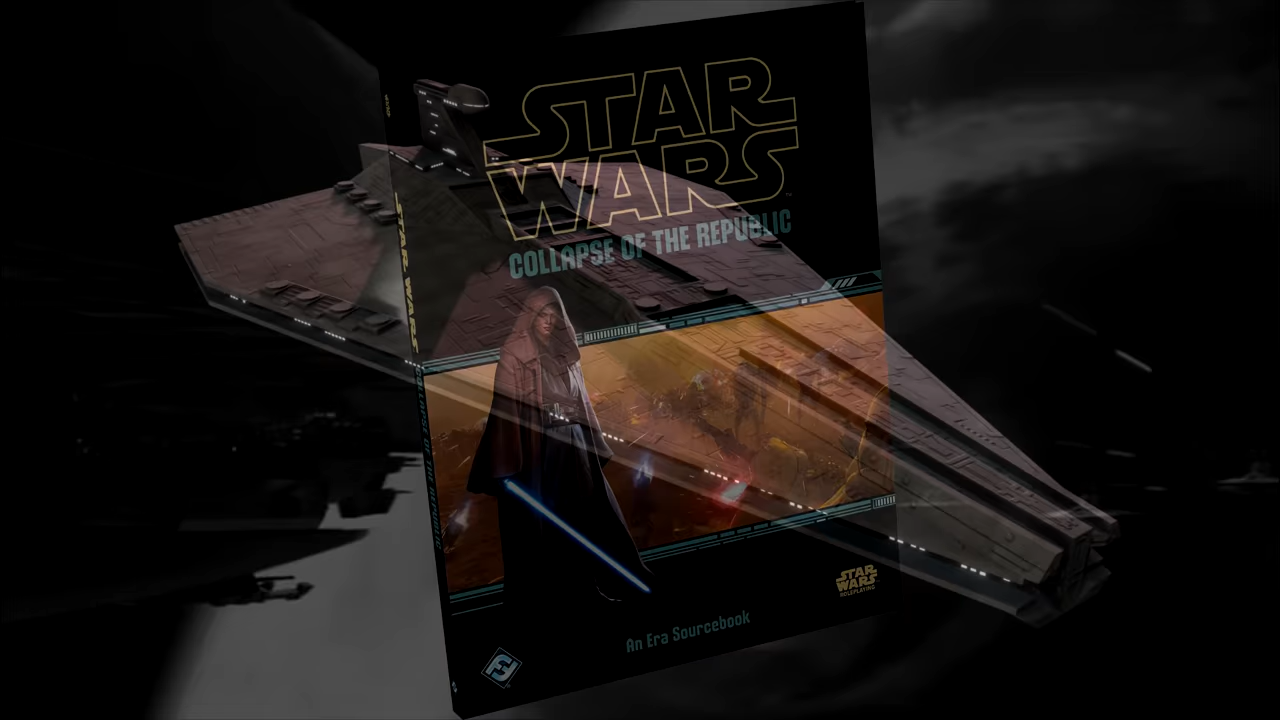 STAR
WARS
COLLAPSE OF THE REPUBLIC
STAR WARS
COLLAPSE OF THE REPUBLIC
STAR
WARS
ROLEPLAYING
An Era Sourcebook